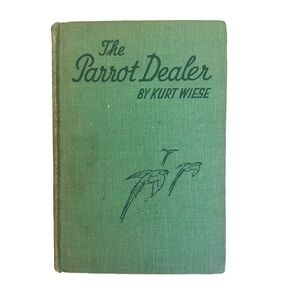 The
Parrot Dealer
BY KURT WIESE